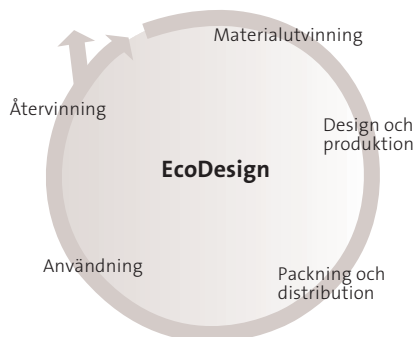 Materialutvinning
Återvinning
Design och
produktion
EcoDesign
Användning
Packning och
distribution